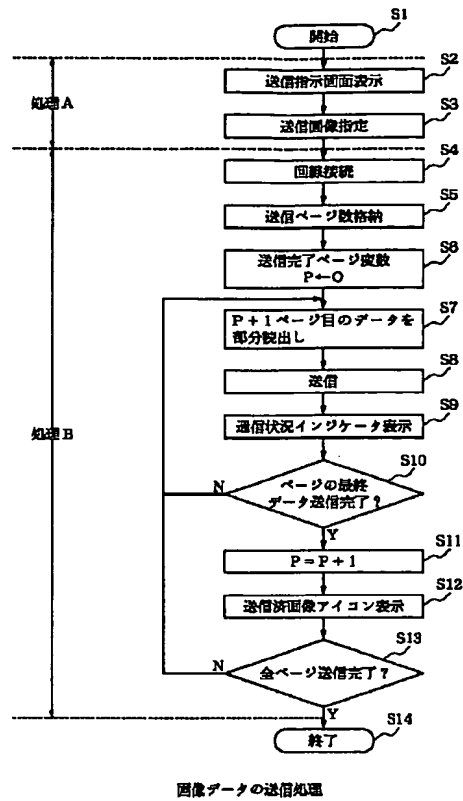 S1
開始
S2
送信指示画面表示
処理A
S3
送信画像指定
S4
回線接続
S5
送信ページ数格納
S6
送信完了ページ変数
P←0
S7
P+1ページ目のデータを
部分読出し
S8
送信
S9
通信状況インジケータ表示
処理B
S10
ページの最終
データ送信完了?
N
Y
S11
P=P+1
S12
送信済画像アイコン表示
S13
全ページ送信完了?
N
Y
S14
終了
画像データの送信処理